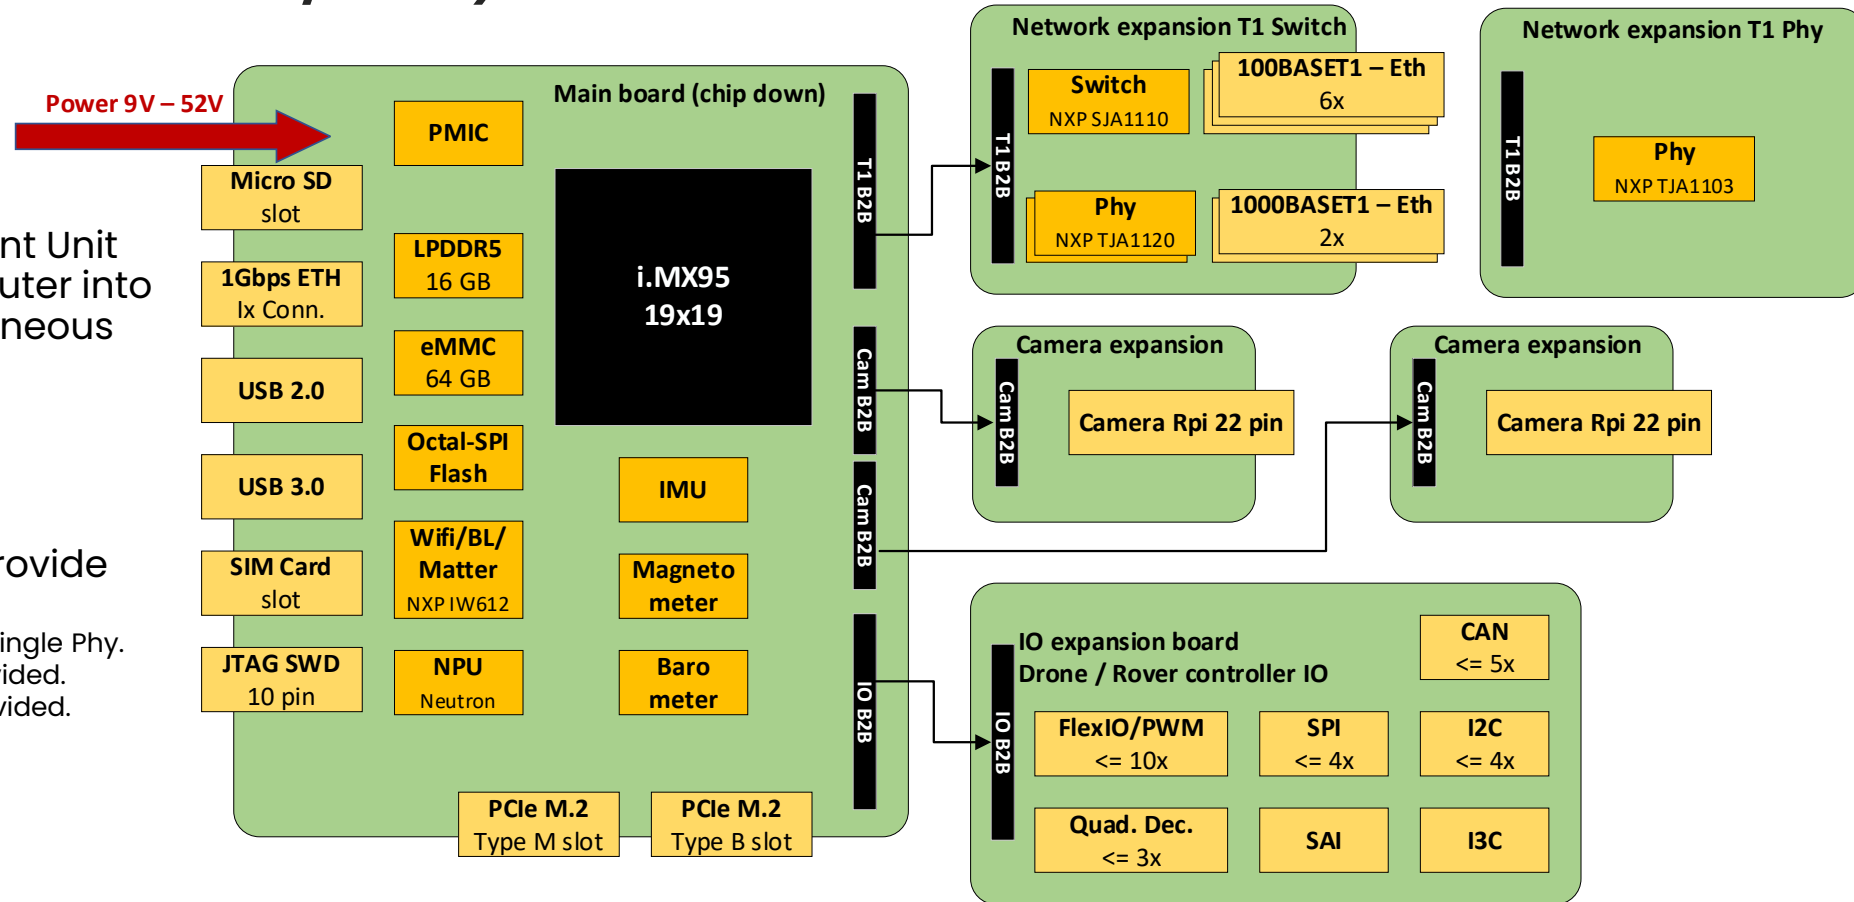 Power 9V – 52V
nt Unit
uter into
neous
rovide
ingle Phy.
vided.
vided.
Main board (chip down)
PMIC
Micro SD
slot
LPDDR5
16 GB
1Gbps ETH
Ix Conn.
i.MX95
19x19
eMMC
64 GB
USB 2.0
Octal-SPI
Flash
USB 3.0
IMU
Wifi/BL/
Matter
NXP IW612
SIM Card
slot
Magneto
meter
JTAG SWD
10 pin
NPU
Neutron
Baro
meter
PCIe M.2
Type M slot
PCIe M.2
Type B slot
T1 B2B
Cam B2B
Cam B2B
IO B2B
Network expansion T1 Switch
T1 B2B
Switch
NXP SJA1110
100BASET1 – Eth
6x
Phy
NXP TJA1120
1000BASET1 – Eth
2x
Network expansion T1 Phy
T1 B2B
Phy
NXP TJA1103
Camera expansion
Cam B2B
Camera Rpi 22 pin
Camera expansion
Cam B2B
Camera Rpi 22 pin
IO expansion board
Drone / Rover controller IO
IO B2B
CAN
<= 5x
FlexIO/PWM
<= 10x
SPI
<= 4x
I2C
<= 4x
Quad. Dec.
<= 3x
SAI
I3C